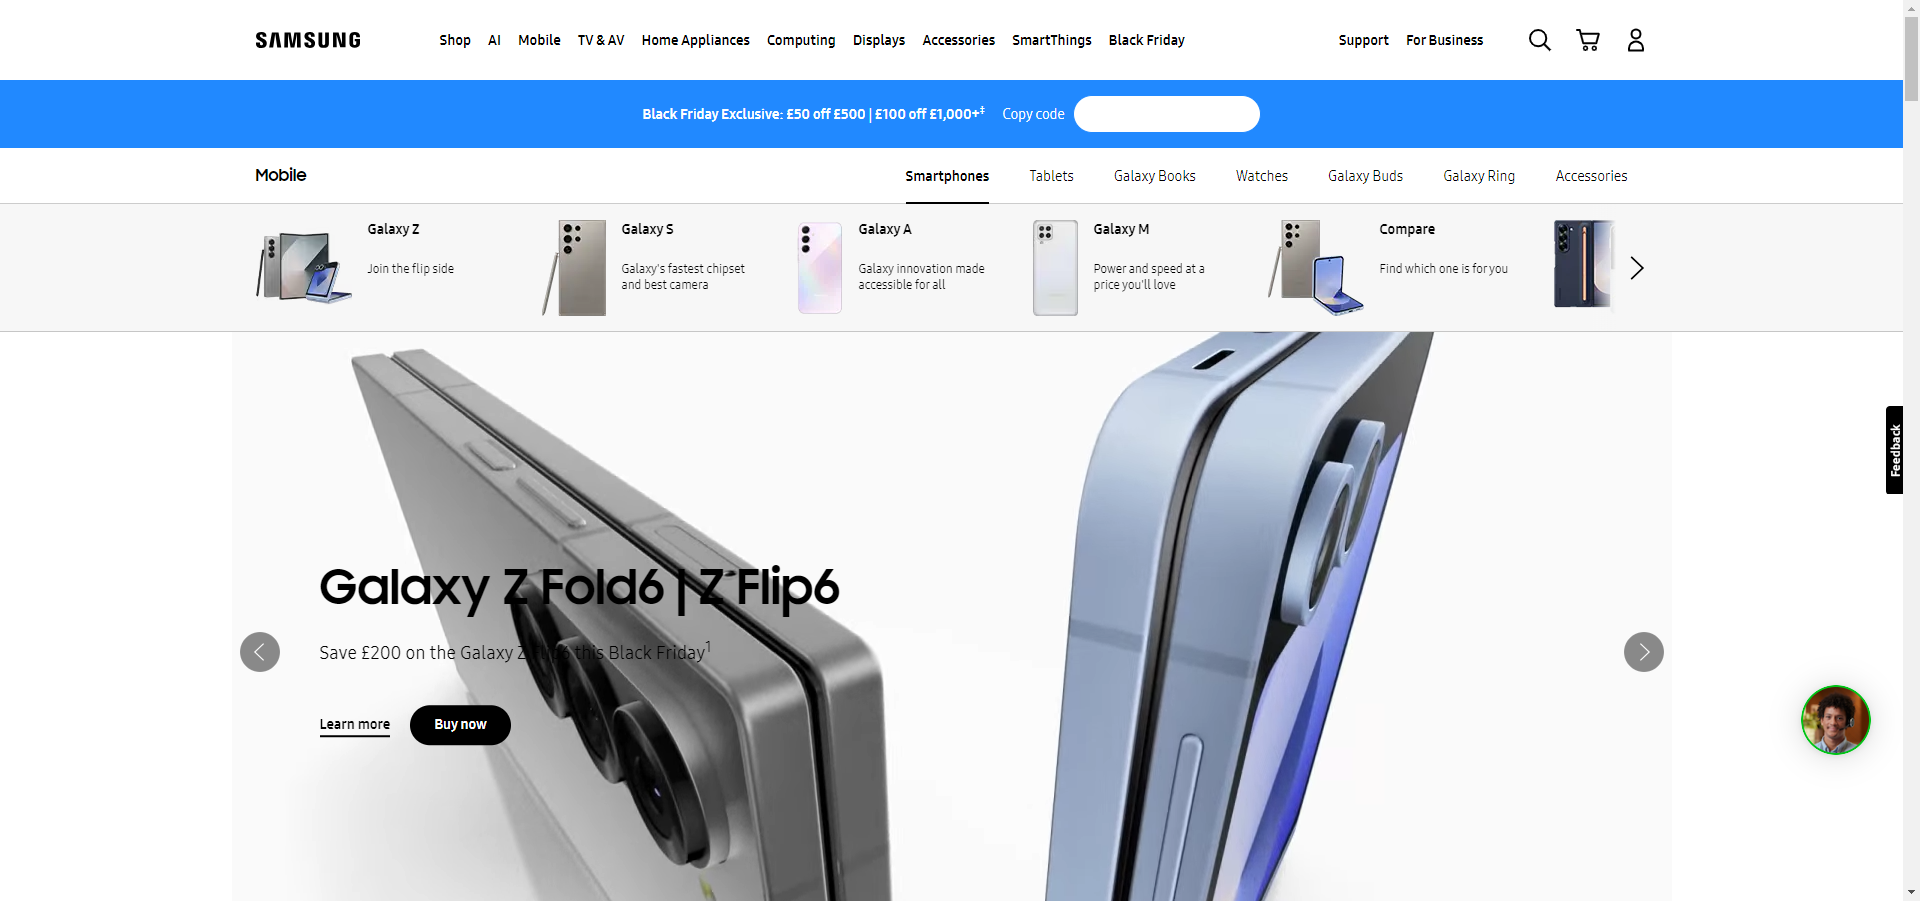 SAMSUNG
Shop AI Mobile TV & AV Home Appliances Computing Displays Accessories SmartThings Black Friday
Support For Business
Black Friday Exclusive: £50 off £500 | £100 off £1,000+‡ Copy code
Mobile
Smartphones Tablets Galaxy Books Watches Galaxy Buds Galaxy Ring Accessories
Galaxy Z
Join the flip side
Galaxy S
Galaxy's fastest chipset
and best camera
Galaxy A
Galaxy innovation made
accessible for all
Galaxy M
Power and speed at a
price you'll love
Compare
Find which one is for you
Feedback
Galaxy Z Fold6 | Z Flip6
Save £200 on the Galaxy Z Flip6 this Black Friday1
Learn more
Buy now